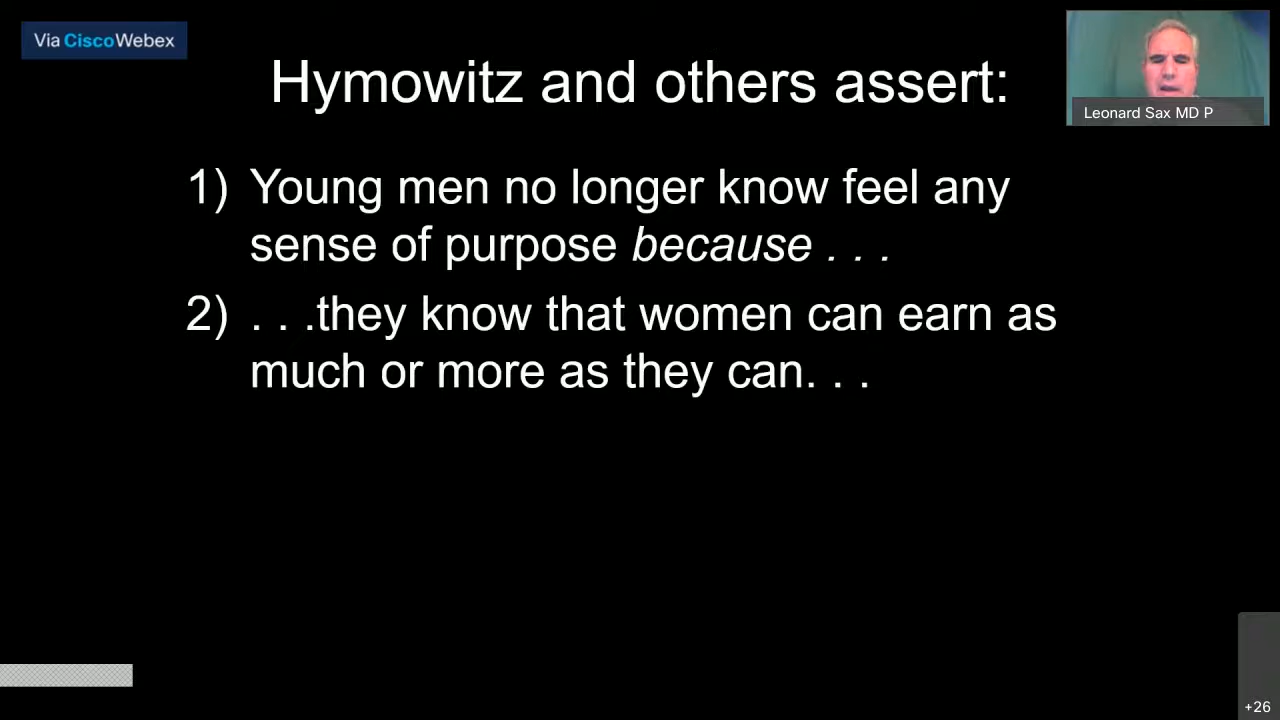 Via CiscoWebex
Hymowitz and others assert:
Leonard Sax MD P
1) Young men no longer know feel any
sense of purpose because . . .
2) . . .they know that women can earn as
much or more as they can. . .
+26